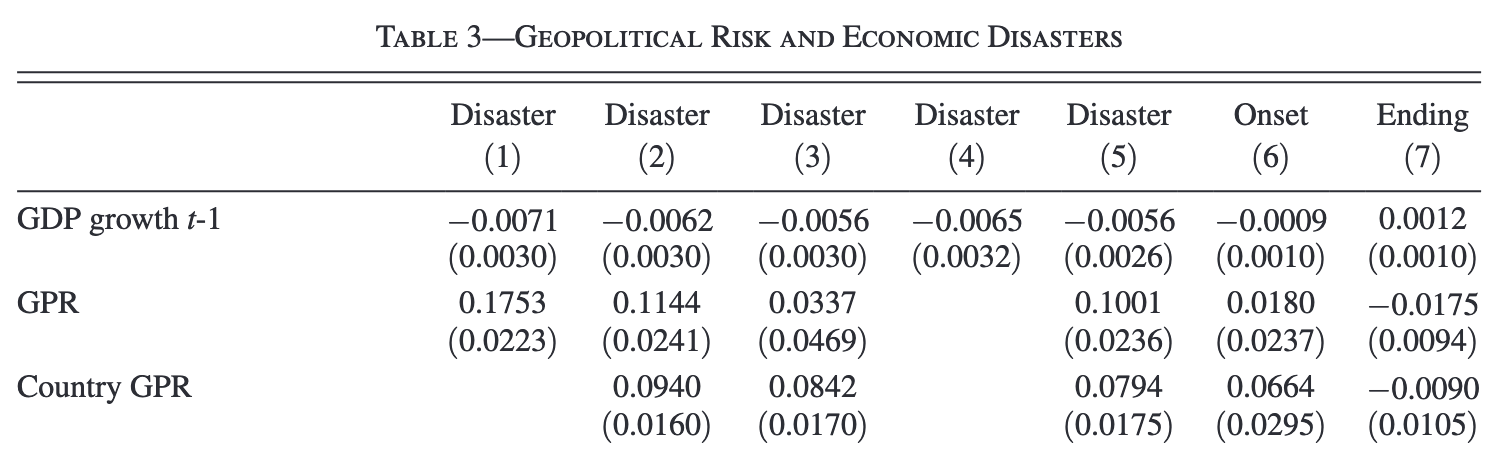 TABLE 3—GEOPOLITICAL RISK AND ECONOMIC DISASTERS
Disaster Disaster Disaster Disaster Disaster Onset Ending
(1) (2) (3) (4) (5) (6) (7)
GDP growth t-1 −0.0071 −0.0062 −0.0056 −0.0065 −0.0056 −0.0009 0.0012
(0.0030) (0.0030) (0.0030) (0.0032) (0.0026) (0.0010) (0.0010)
GPR 0.1753 0.1144 0.0337 0.1001 0.0180 −0.0175
(0.0223) (0.0241) (0.0469) (0.0236) (0.0237) (0.0094)
Country GPR 0.0940 0.0842 0.0794 0.0664 −0.0090
(0.0160) (0.0170) (0.0175) (0.0295) (0.0105)